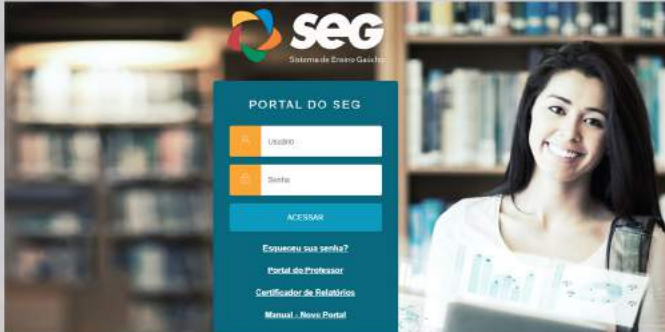 SEG
Sistema de Ensino Gaúcho
PORTAL DO SEG
Usuário
Senha
ACESSAR
Esqueceu sua senha?
Portal do Professor
Certificador de Relatórios
Manual - Novo Portal